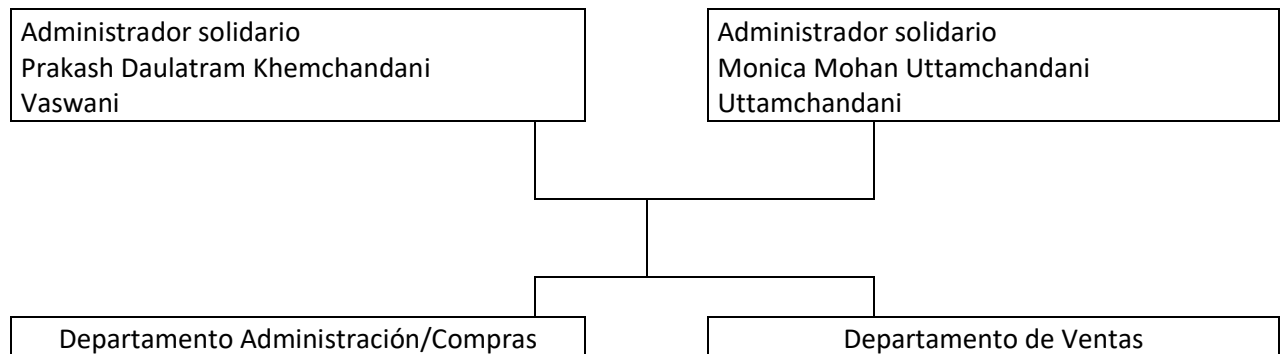 Administrador solidario
Prakash Daulatram Khemchandani
Vaswani
Administrador solidario
Monica Mohan Uttamchandani
Uttamchandani
Departamento Administración/Compras
Departamento de Ventas